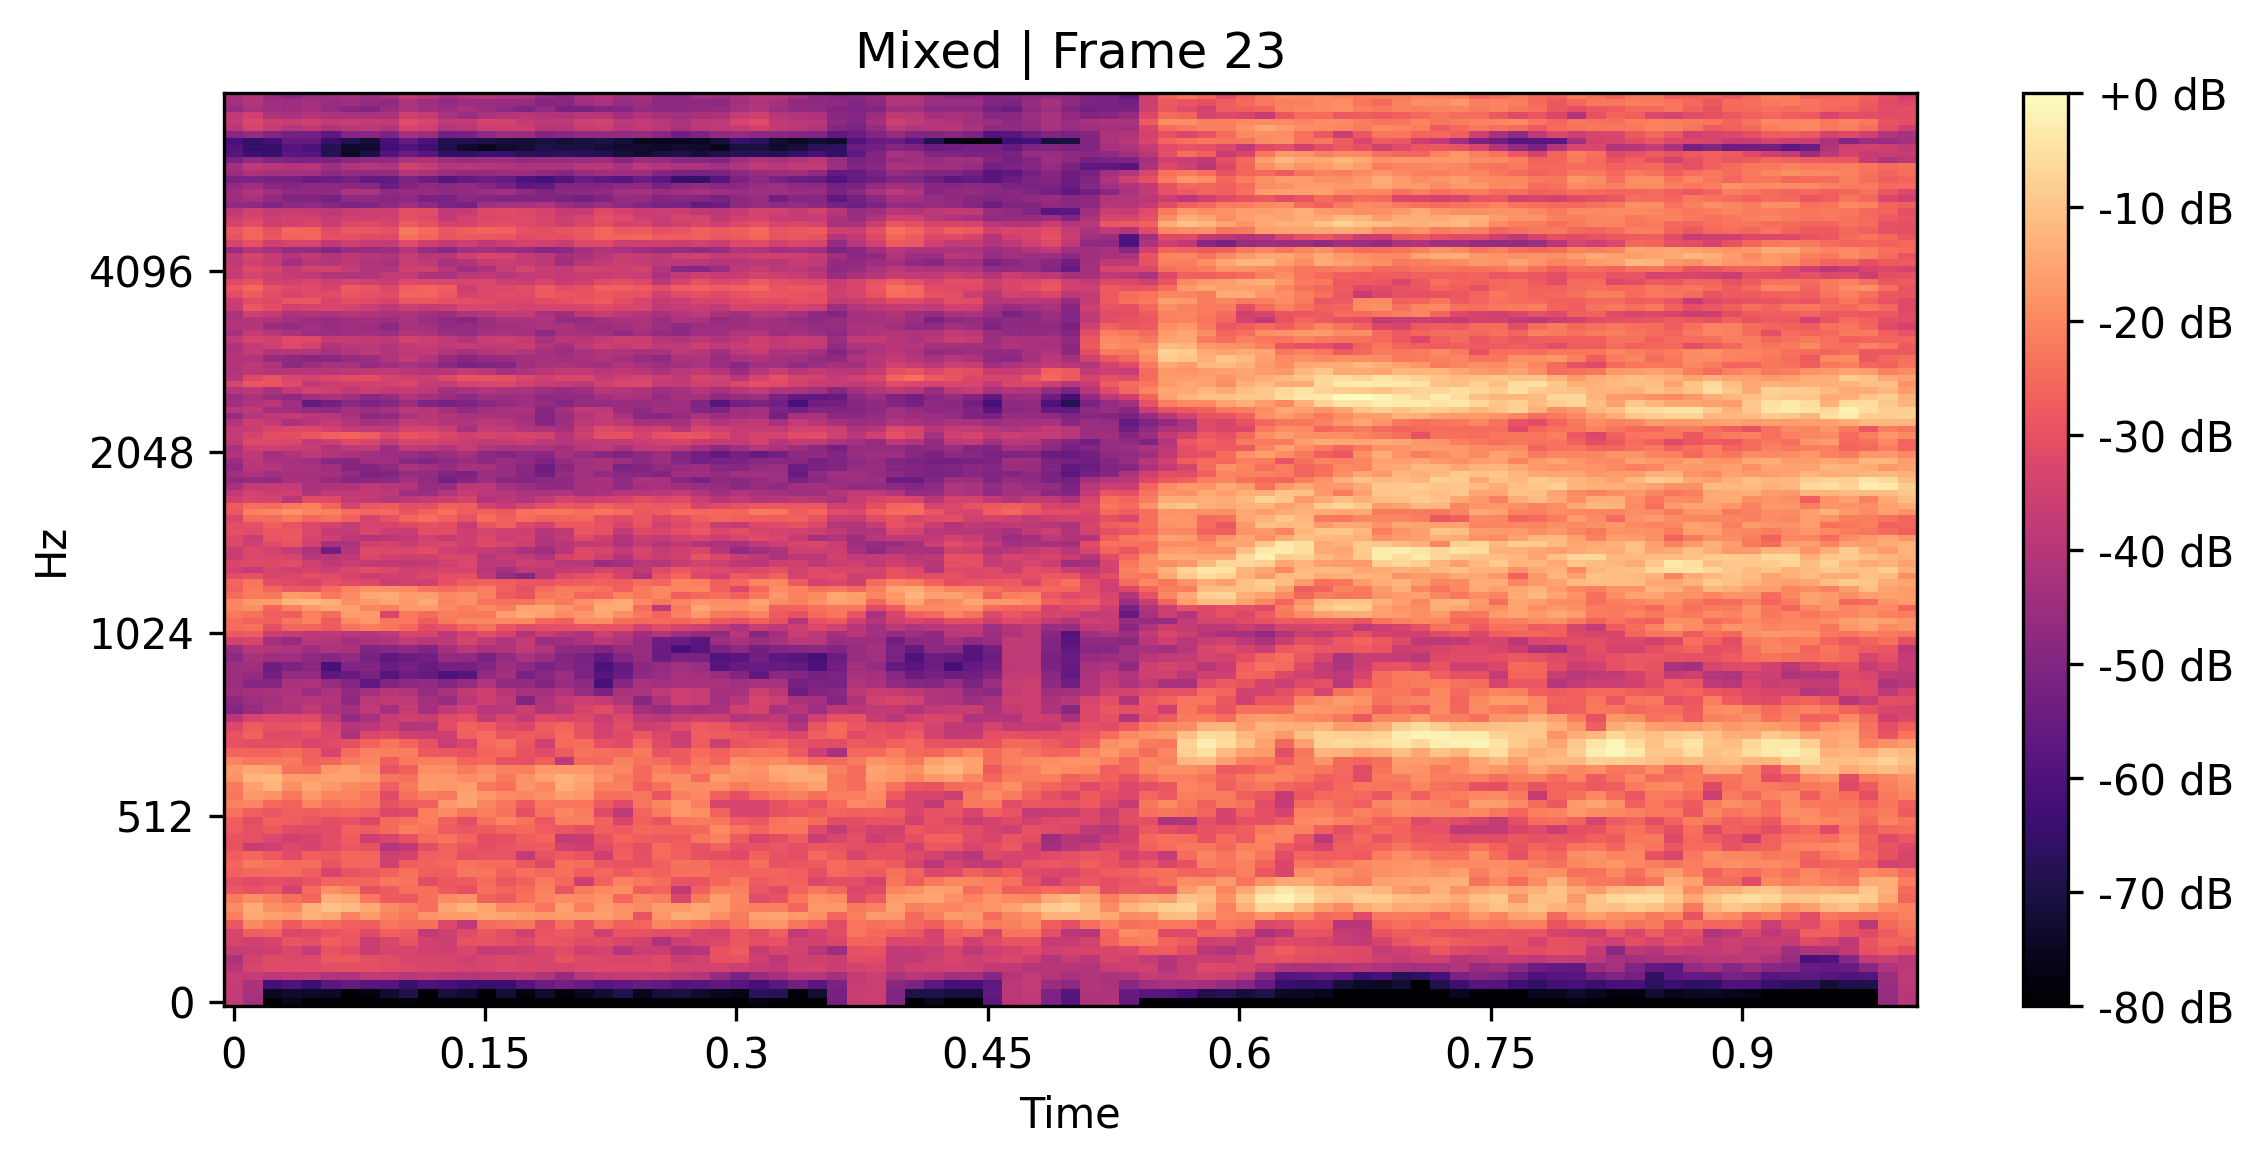 Mixed | Frame 23
+0 dB
-10 dB
-20 dB
-30 dB
-40 dB
-50 dB
-60 dB
-70 dB
-80 dB
4096
2048
1024
512
0
Hz
0 0.15 0.3 0.45 0.6 0.75 0.9
Time